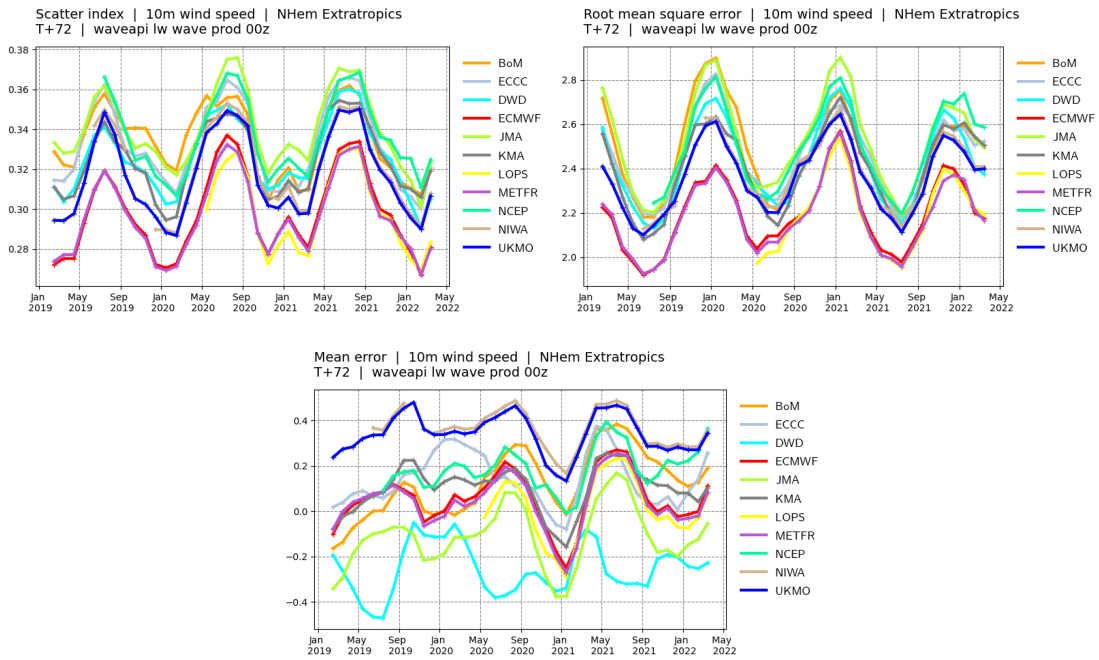 Scatter index | 10m wind speed | NHem Extratropics
T+72 | waveapi lw wave prod 00z
0.38
0.36
0.34
0.32
0.30
0.28
Jan 2019
May 2019
Sep 2019
Jan 2020
May 2020
Sep 2020
Jan 2021
May 2021
Sep 2021
Jan 2022
May 2022
BoM
ECCC
DWD
ECMWF
JMA
KMA
LOPS
METFR
NCEP
NIWA
UKMO
Root mean square error | 10m wind speed | NHem Extratropics
T+72 | waveapi lw wave prod 00z
2.8
2.6
2.4
2.2
2.0
Jan 2019
May 2019
Sep 2019
Jan 2020
May 2020
Sep 2020
Jan 2021
May 2021
Sep 2021
Jan 2022
May 2022
BoM
ECCC
DWD
ECMWF
JMA
KMA
LOPS
METFR
NCEP
NIWA
UKMO
Mean error | 10m wind speed | NHem Extratropics
T+72 | waveapi lw wave prod 00z
0.4
0.2
0.0
−0.2
−0.4
Jan 2019
May 2019
Sep 2019
Jan 2020
May 2020
Sep 2020
Jan 2021
May 2021
Sep 2021
Jan 2022
May 2022
BoM
ECCC
DWD
ECMWF
JMA
KMA
LOPS
METFR
NCEP
NIWA
UKMO